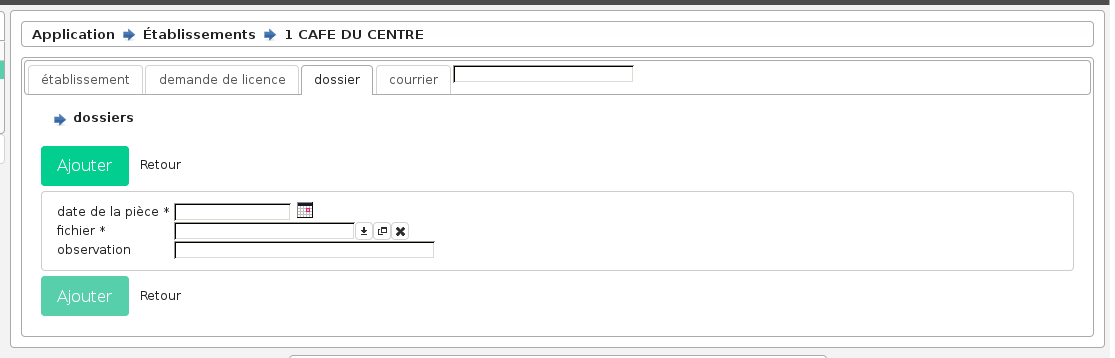 Application Établissements 1 CAFE DU CENTRE
établissement demande de licence dossier courrier
dossiers
Ajouter Retour
date de la pièce *
fichier *
observation
Ajouter Retour